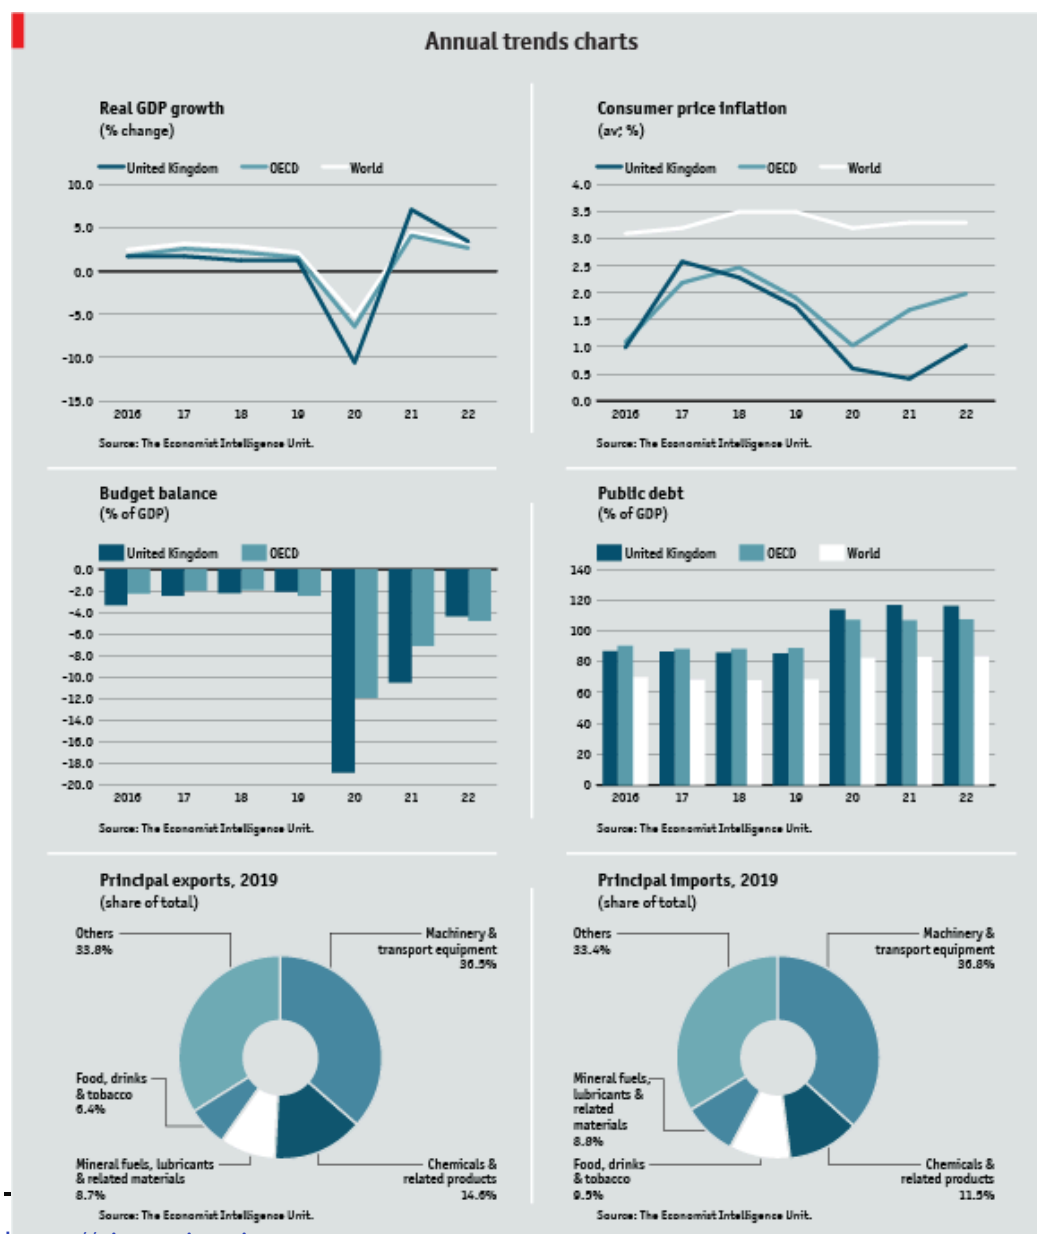 Annual trends charts
Real GDP growth
(% change)
United Kingdom OECD World
10.0
5.0
0.0
-5.0
-10.0
-15.0
2016 17 18 19 20 21 22
Source: The Economist Intelligence Unit.
Consumer price inflation
(av; %)
United Kingdom OECD World
4.0
3.5
3.0
2.5
2.0
1.5
1.0
0.5
0.0
2016 17 18 19 20 21 22
Source: The Economist Intelligence Unit.
Budget balance
(% of GDP)
United Kingdom OECD
0.0
-2.0
-4.0
-6.0
-8.0
-10.0
-12.0
-14.0
-16.0
-18.0
-20.0
2016 17 18 19 20 21 22
Source: The Economist Intelligence Unit.
Public debt
(% of GDP)
United Kingdom OECD World
140
120
100
80
60
40
20
0
2016 17 18 19 20 21 22
Source: The Economist Intelligence Unit.
Principal exports, 2019
(share of total)
Others
33.8%
Machinery &
transport equipment
36.5%
Food, drinks
& tobacco
6.4%
Mineral fuels, lubricants
& related materials
8.7%
Chemicals &
related products
14.6%
Source: The Economist Intelligence Unit.
Principal imports, 2019
(share of total)
Others
33.4%
Machinery &
transport equipment
36.8%
Mineral fuels,
lubricants &
related
materials
8.8%
Food, drinks
& tobacco
9.5%
Chemicals &
related products
11.5%
Source: The Economist Intelligence Unit.